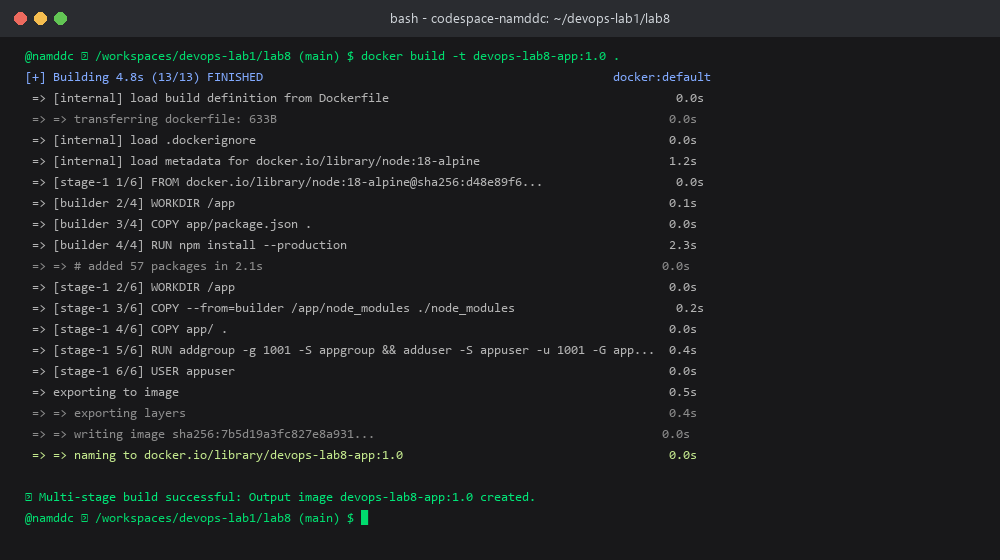 bash - codespace-namddc: ~/devops-lab1/lab8
@namddc /workspaces/devops-lab1/lab8 (main) $ docker build -t devops-lab8-app:1.0 .
[+] Building 4.8s (13/13) FINISHED docker:default
=> [internal] load build definition from Dockerfile 0.0s
=> => transferring dockerfile: 633B 0.0s
=> [internal] load .dockerignore 0.0s
=> [internal] load metadata for docker.io/library/node:18-alpine 1.2s
=> [stage-1 1/6] FROM docker.io/library/node:18-alpine@sha256:d48e89f6... 0.0s
=> [builder 2/4] WORKDIR /app 0.1s
=> [builder 3/4] COPY app/package.json . 0.0s
=> [builder 4/4] RUN npm install --production 2.3s
=> => # added 57 packages in 2.1s 0.0s
=> [stage-1 2/6] WORKDIR /app 0.0s
=> [stage-1 3/6] COPY --from=builder /app/node_modules ./node_modules 0.2s
=> [stage-1 4/6] COPY app/ . 0.0s
=> [stage-1 5/6] RUN addgroup -g 1001 -S appgroup && adduser -S appuser -u 1001 -G app... 0.4s
=> [stage-1 6/6] USER appuser 0.0s
=> exporting to image 0.5s
=> => exporting layers 0.4s
=> => writing image sha256:7b5d19a3fc827e8a931... 0.0s
=> => naming to docker.io/library/devops-lab8-app:1.0 0.0s
Multi-stage build successful: Output image devops-lab8-app:1.0 created.
@namddc /workspaces/devops-lab1/lab8 (main) $